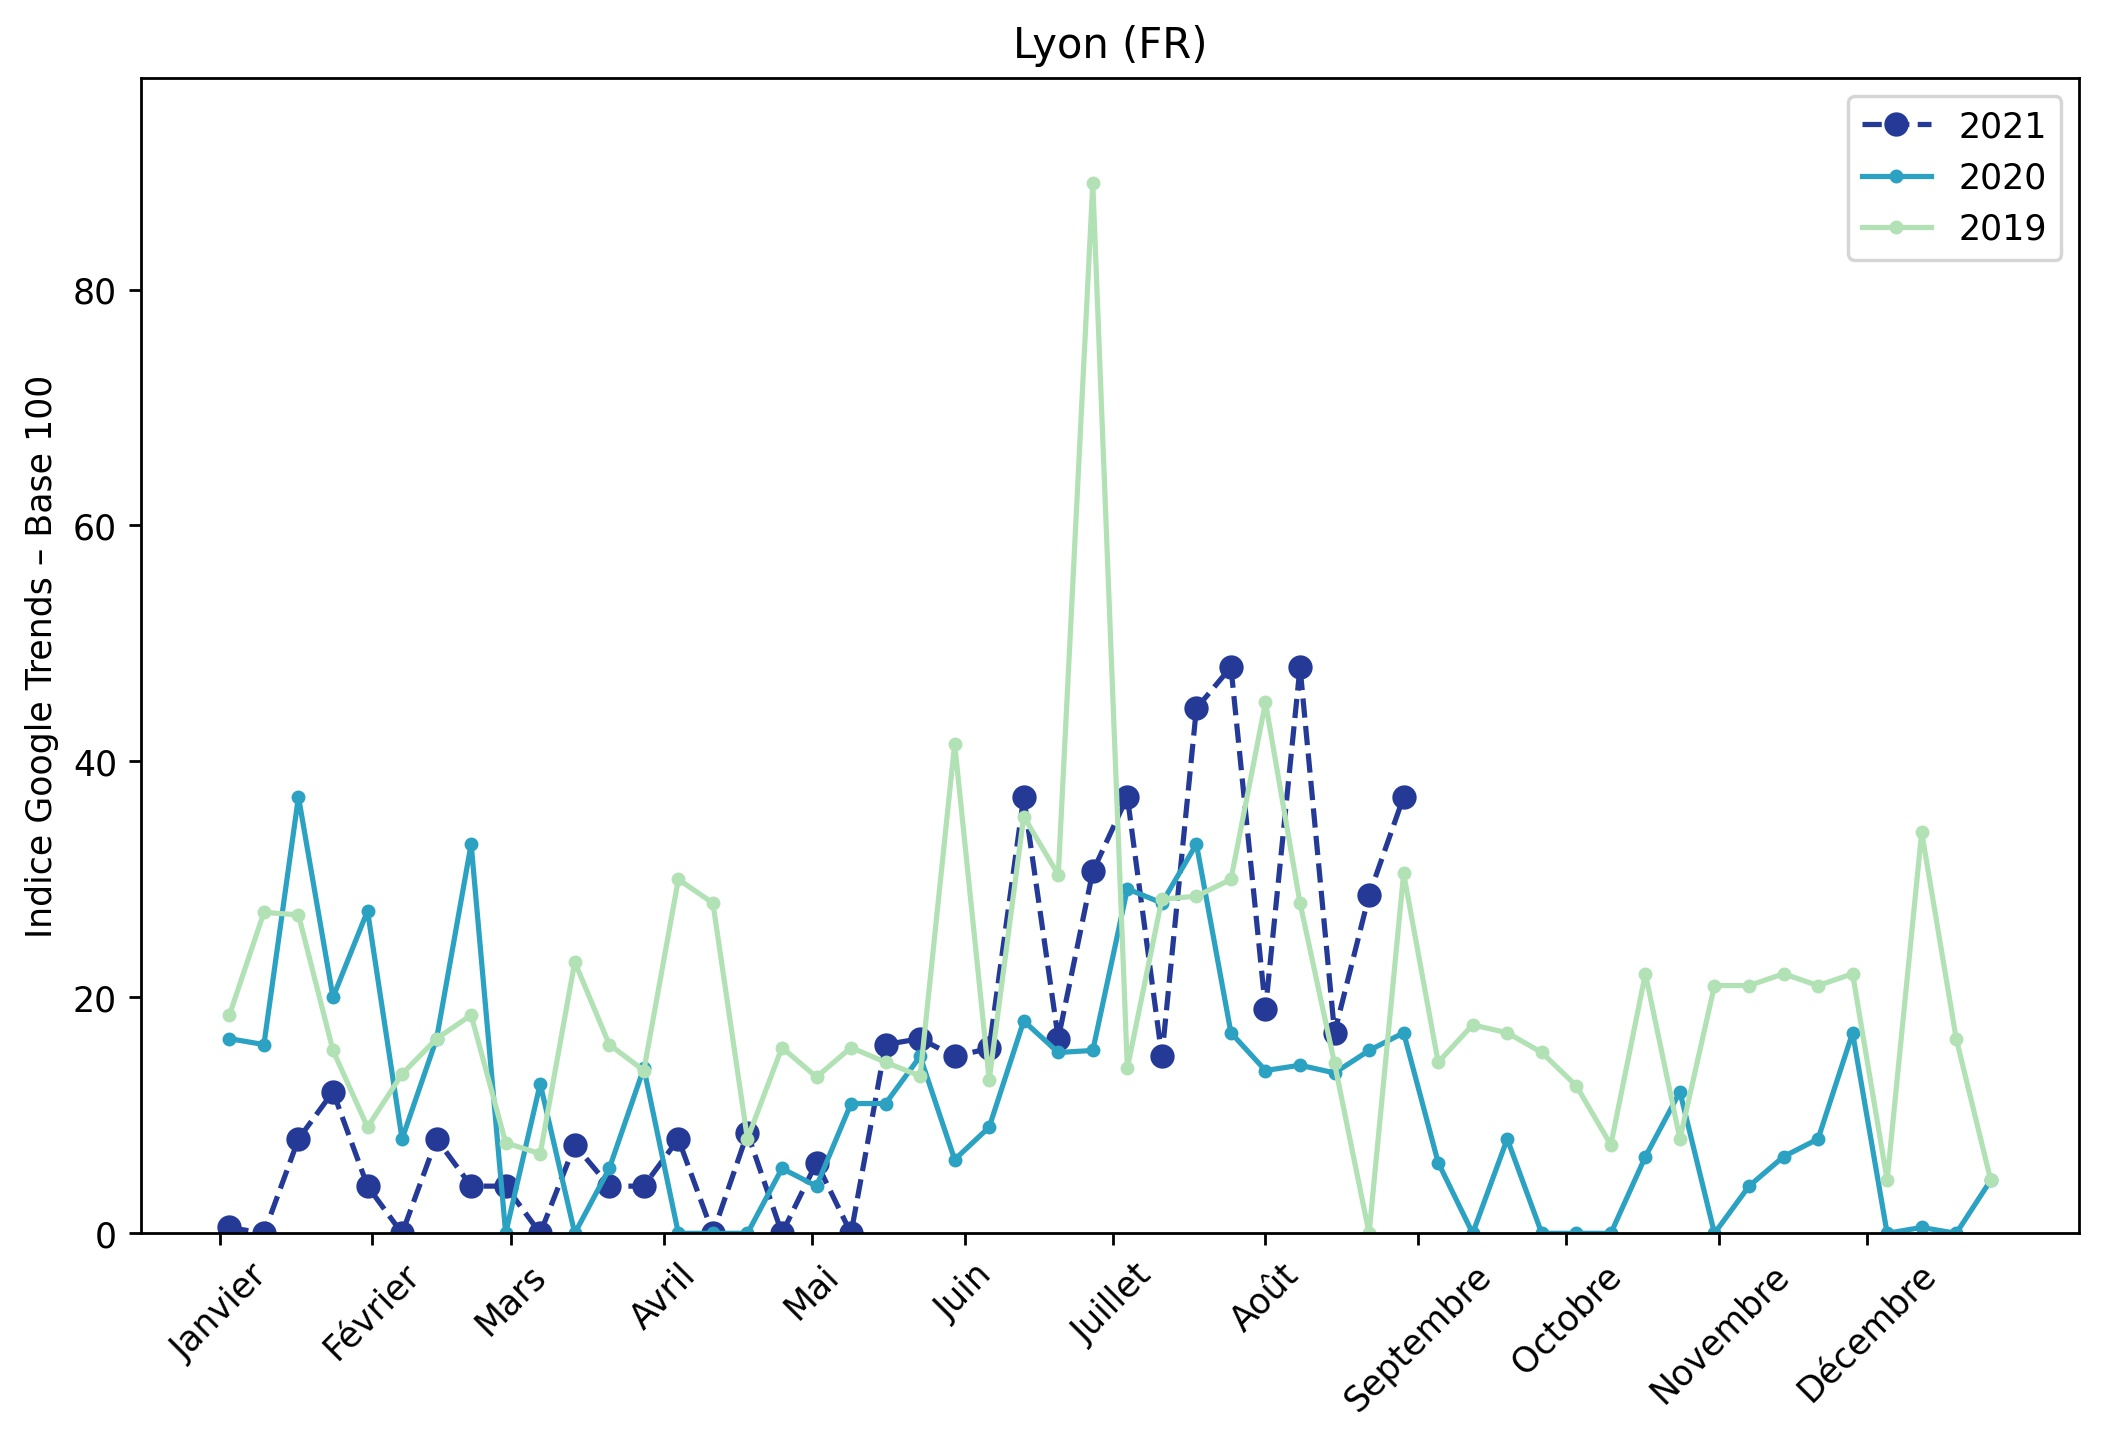 Lyon (FR)
2021
2020
2019
Indice Google Trends – Base 100
80
60
40
20
0
Janvier
Février
Mars
Avril
Mai
Juin
Juillet
Août
Septembre
Octobre
Novembre
Décembre